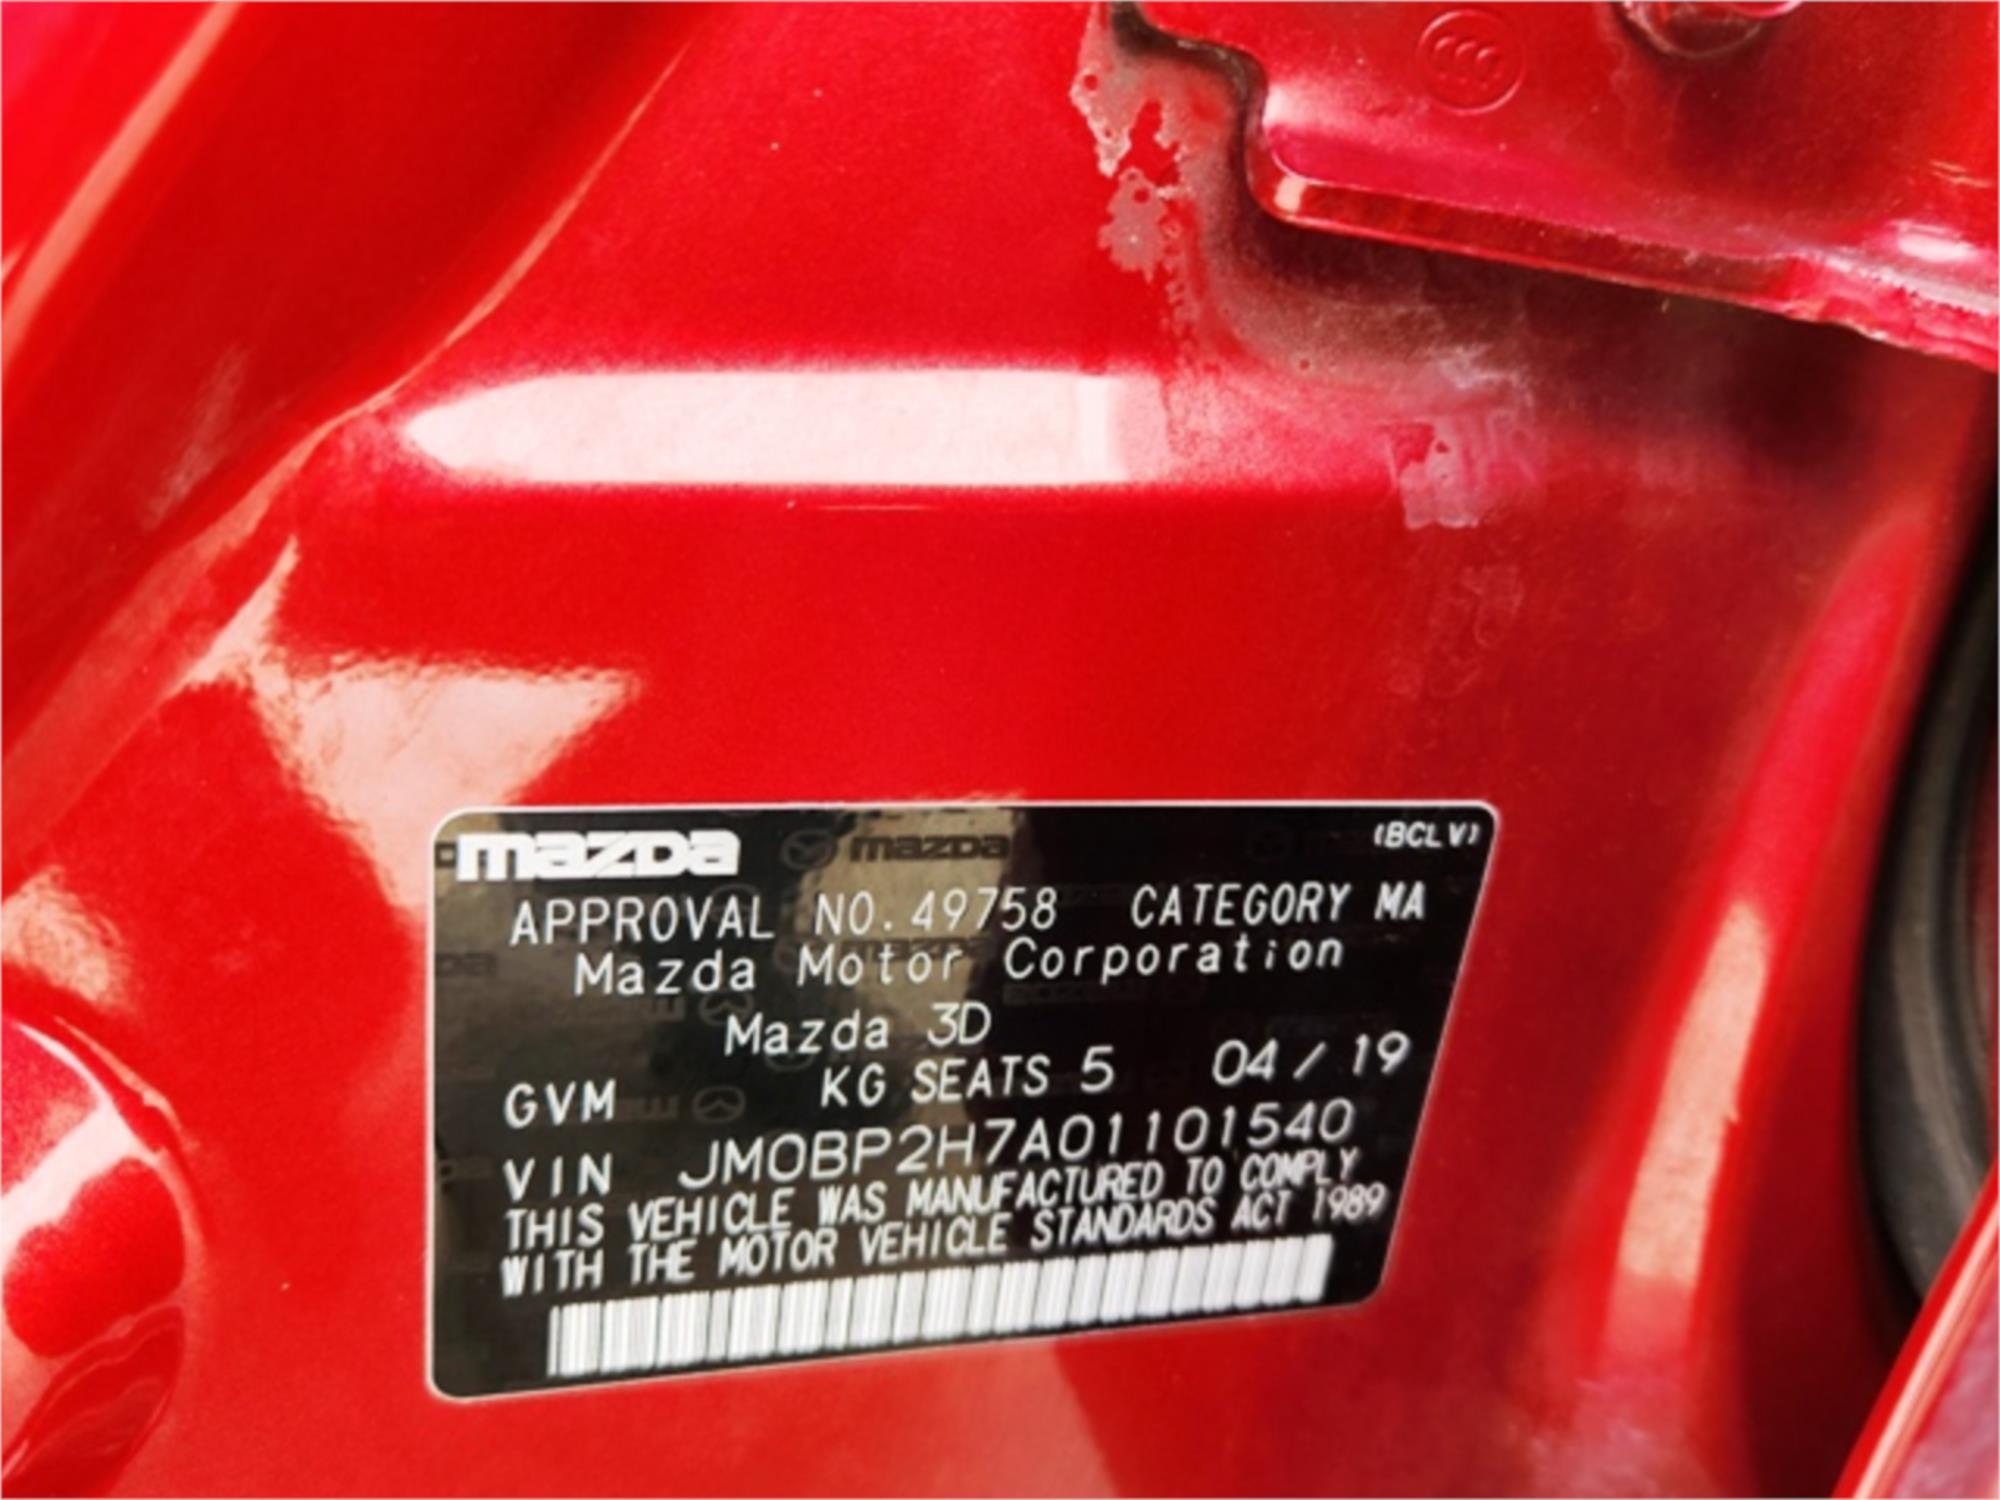 mazda mazda (BCLV)
APPROVAL NO. 49758 CATEGORY MA
Mazda Motor Corporation
Mazda 3D
GVM KG SEATS 5 04/19
VIN JM0BP2H7A01101540
THIS VEHICLE WAS MANUFACTURED TO COMPLY
WITH THE MOTOR VEHICLE STANDARDS ACT 1989